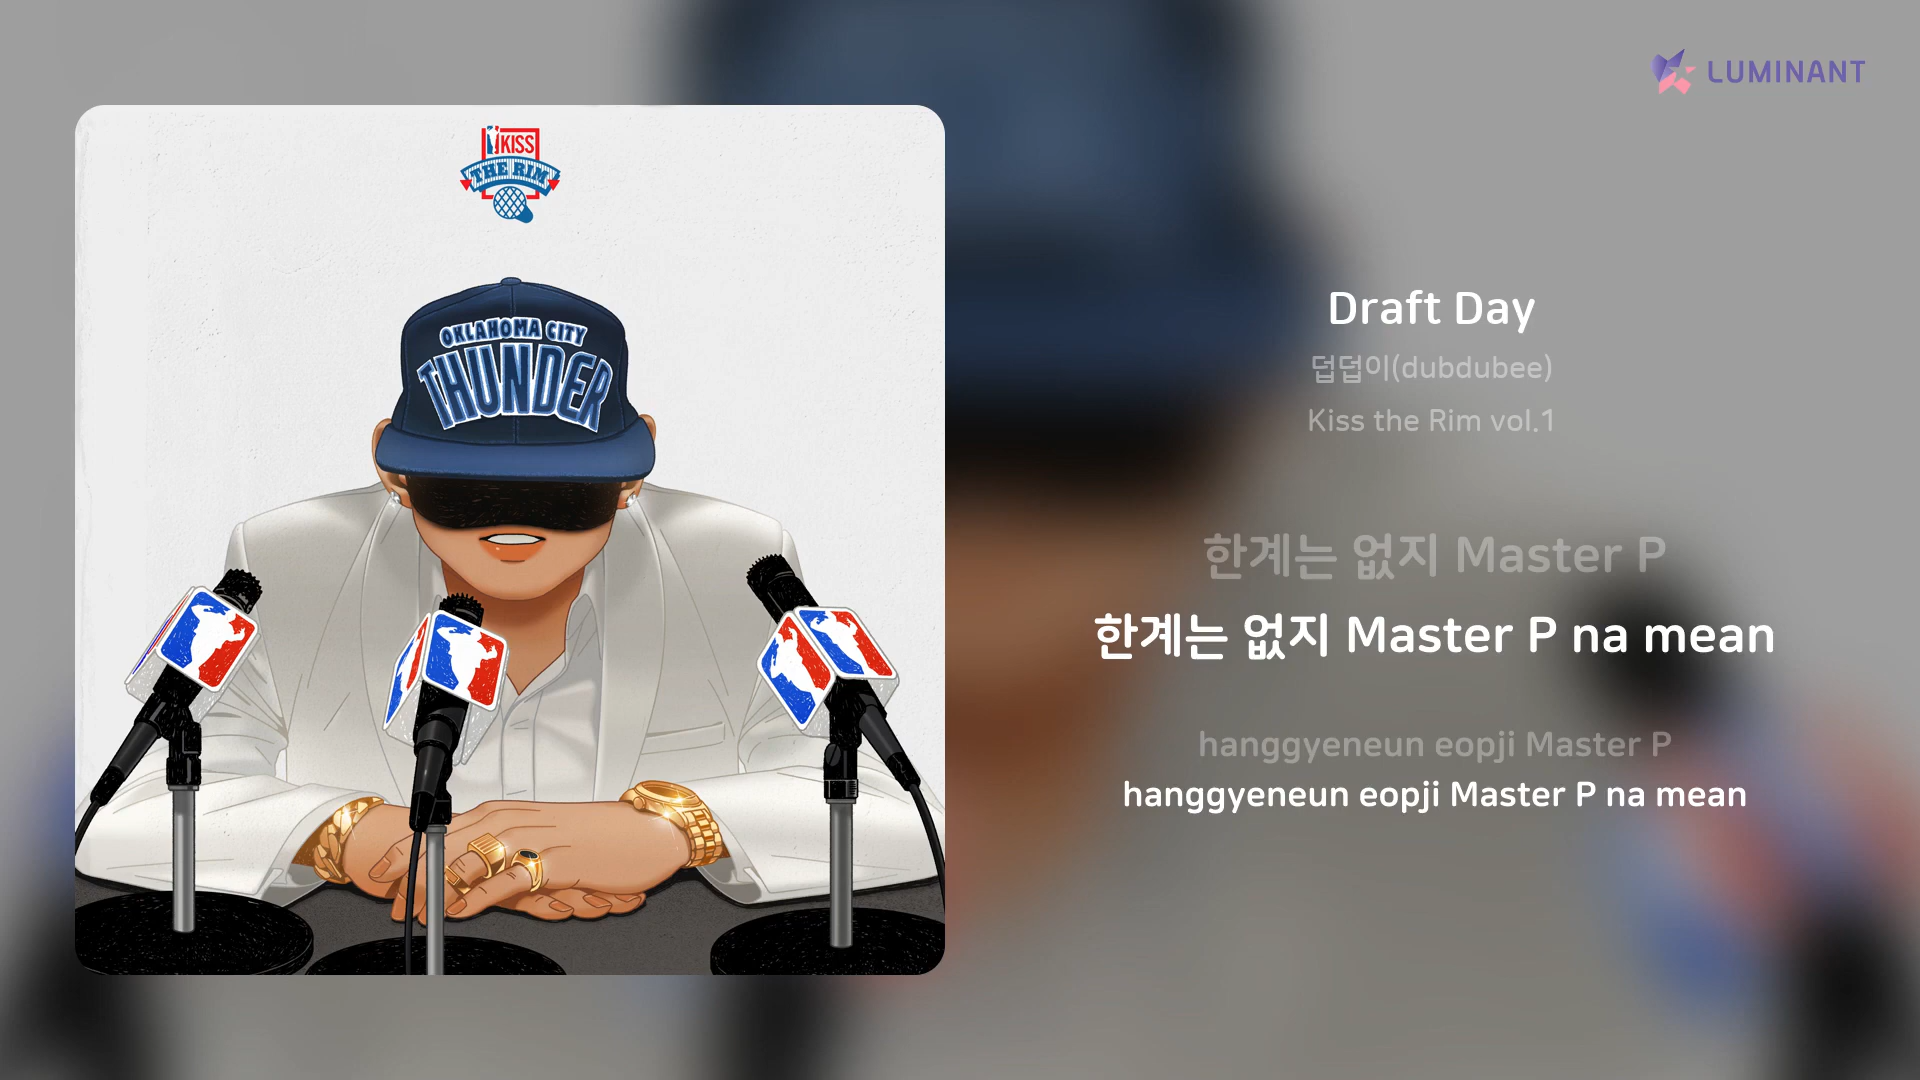 KISS
THE RIM
OKLAHOMA CITY
THUNDER
LUMINANT
Draft Day
덥덥이(dubdubee)
Kiss the Rim vol.1
한계는 없지 Master P
한계는 없지 Master P na mean
hanggyeneun eopji Master P
hanggyeneun eopji Master P na mean